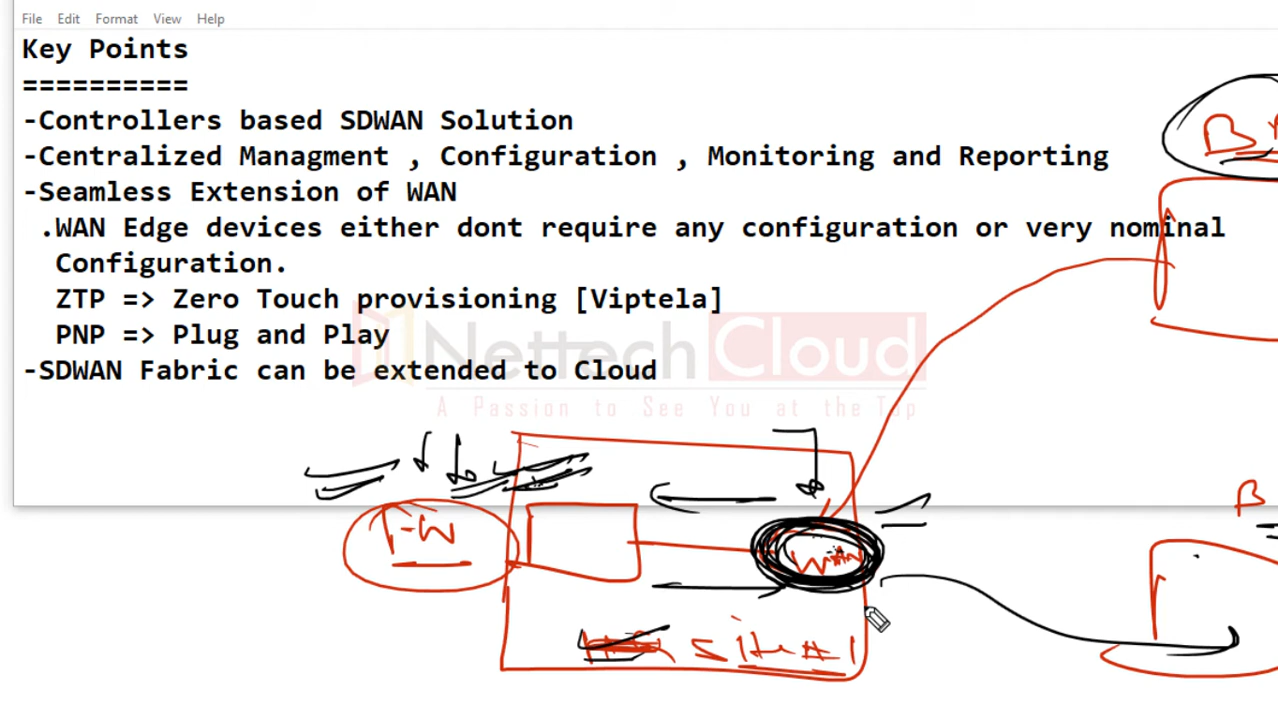 File Edit Format View Help
Key Points
==========
-Controllers based SDWAN Solution
-Centralized Managment , Configuration , Monitoring and Reporting
-Seamless Extension of WAN
.WAN Edge devices either dont require any configuration or very nominal
Configuration.
ZTP => Zero Touch provisioning [Viptela]
PNP => Plug and Play
-SDWAN Fabric can be extended to Cloud
Nettech Cloud
A Passion to See You at the Top
F-W
WAN
Site#1
B